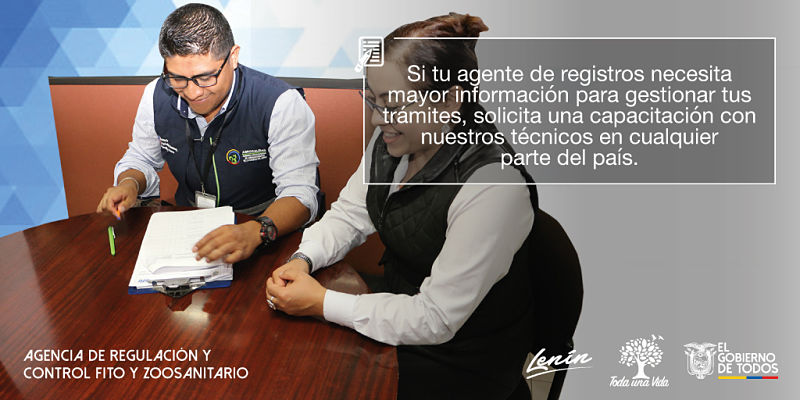 Si tu agente de registros necesita
mayor información para gestionar tus
trámites, solicita una capacitación con
nuestros técnicos en cualquier
parte del país.
AGENCIA DE REGULACIÓN Y
CONTROL FITO Y ZOOSANITARIO
Lenín
Toda una Vida
EL
GOBIERNO
DE TODOS